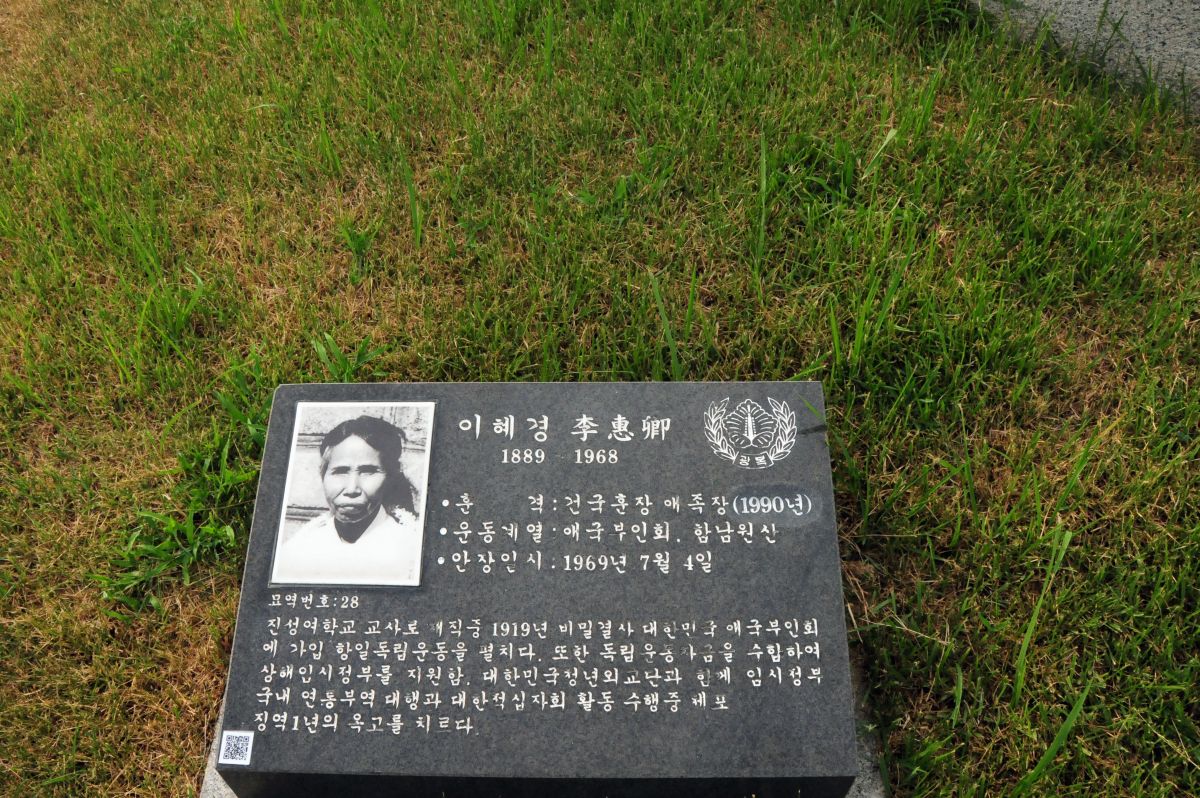 이혜경 李惠卿
1889 1968
광복
• 훈 격 : 건국훈장 애족장(1990년)
• 운동계열 : 애국부인회. 함남원산
• 안장일시 : 1969년 7월 4일
묘역번호 : 28
진성여학교 교사로 재직중 1919년 비밀결사 대한민국 애국부인회
에 가입 항일독립운동을 펼치다. 또한 독립운동자금을 수합하여
상해임시정부를 지원함. 대한민국청년외교단과 함께 임시정부
국내 연통부역 대행과 대한적십자회 활동 수행중 체포
징역1년의 옥고를 치르다.